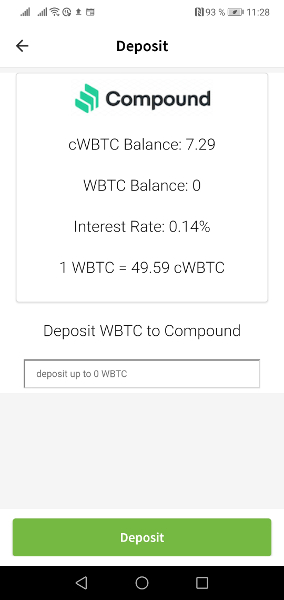 93 % 11:28
Deposit
Compound
cWBTC Balance: 7.29
WBTC Balance: 0
Interest Rate: 0.14%
1 WBTC = 49.59 cWBTC
Deposit WBTC to Compound
deposit up to 0 WBTC
Deposit